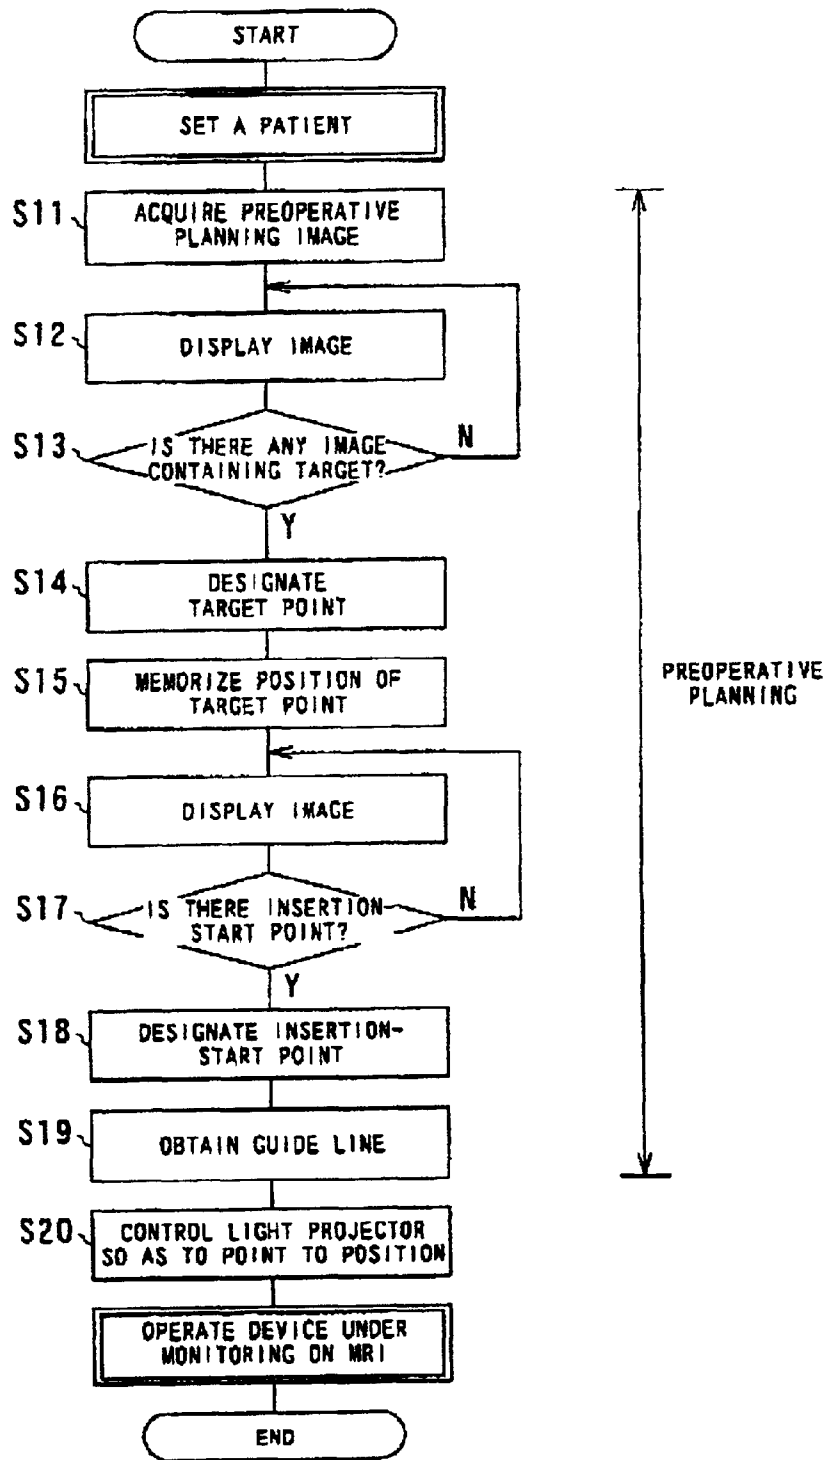 START
SET A PATIENT
S11
ACQUIRE PREOPERATIVE
PLANNING IMAGE
S12
DISPLAY IMAGE
S13
IS THERE ANY IMAGE
CONTAINING TARGET?
N
Y
S14
DESIGNATE
TARGET POINT
S15
MEMORIZE POSITION OF
TARGET POINT
PREOPERATIVE
PLANNING
S16
DISPLAY IMAGE
S17
IS THERE INSERTION-
START POINT?
N
Y
S18
DESIGNATE INSERTION-
START POINT
S19
OBTAIN GUIDE LINE
S20
CONTROL LIGHT PROJECTOR
SO AS TO POINT TO POSITION
OPERATE DEVICE UNDER
MONITORING ON MRI
END